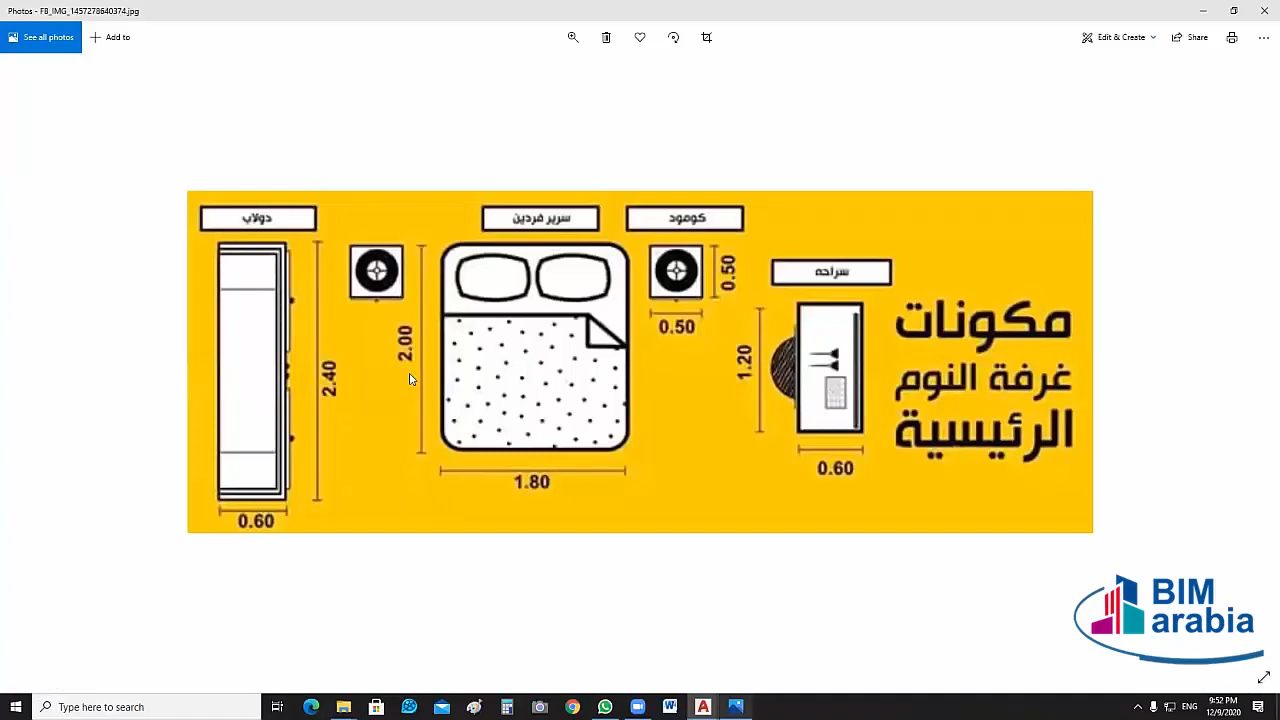 Photos - FB_IMG_1457278640374.jpg
See all photos
Add to
Edit & Create
Share
دولاب
سرير فردين
كومود
سراحه
0.50
0.50
2.00
2.40
1.20
1.80
0.60
0.60
مكونات
غرفة النوم
الرئيسية
BIM
arabia
Type here to search
ENG
9:52 PM
12/9/2020